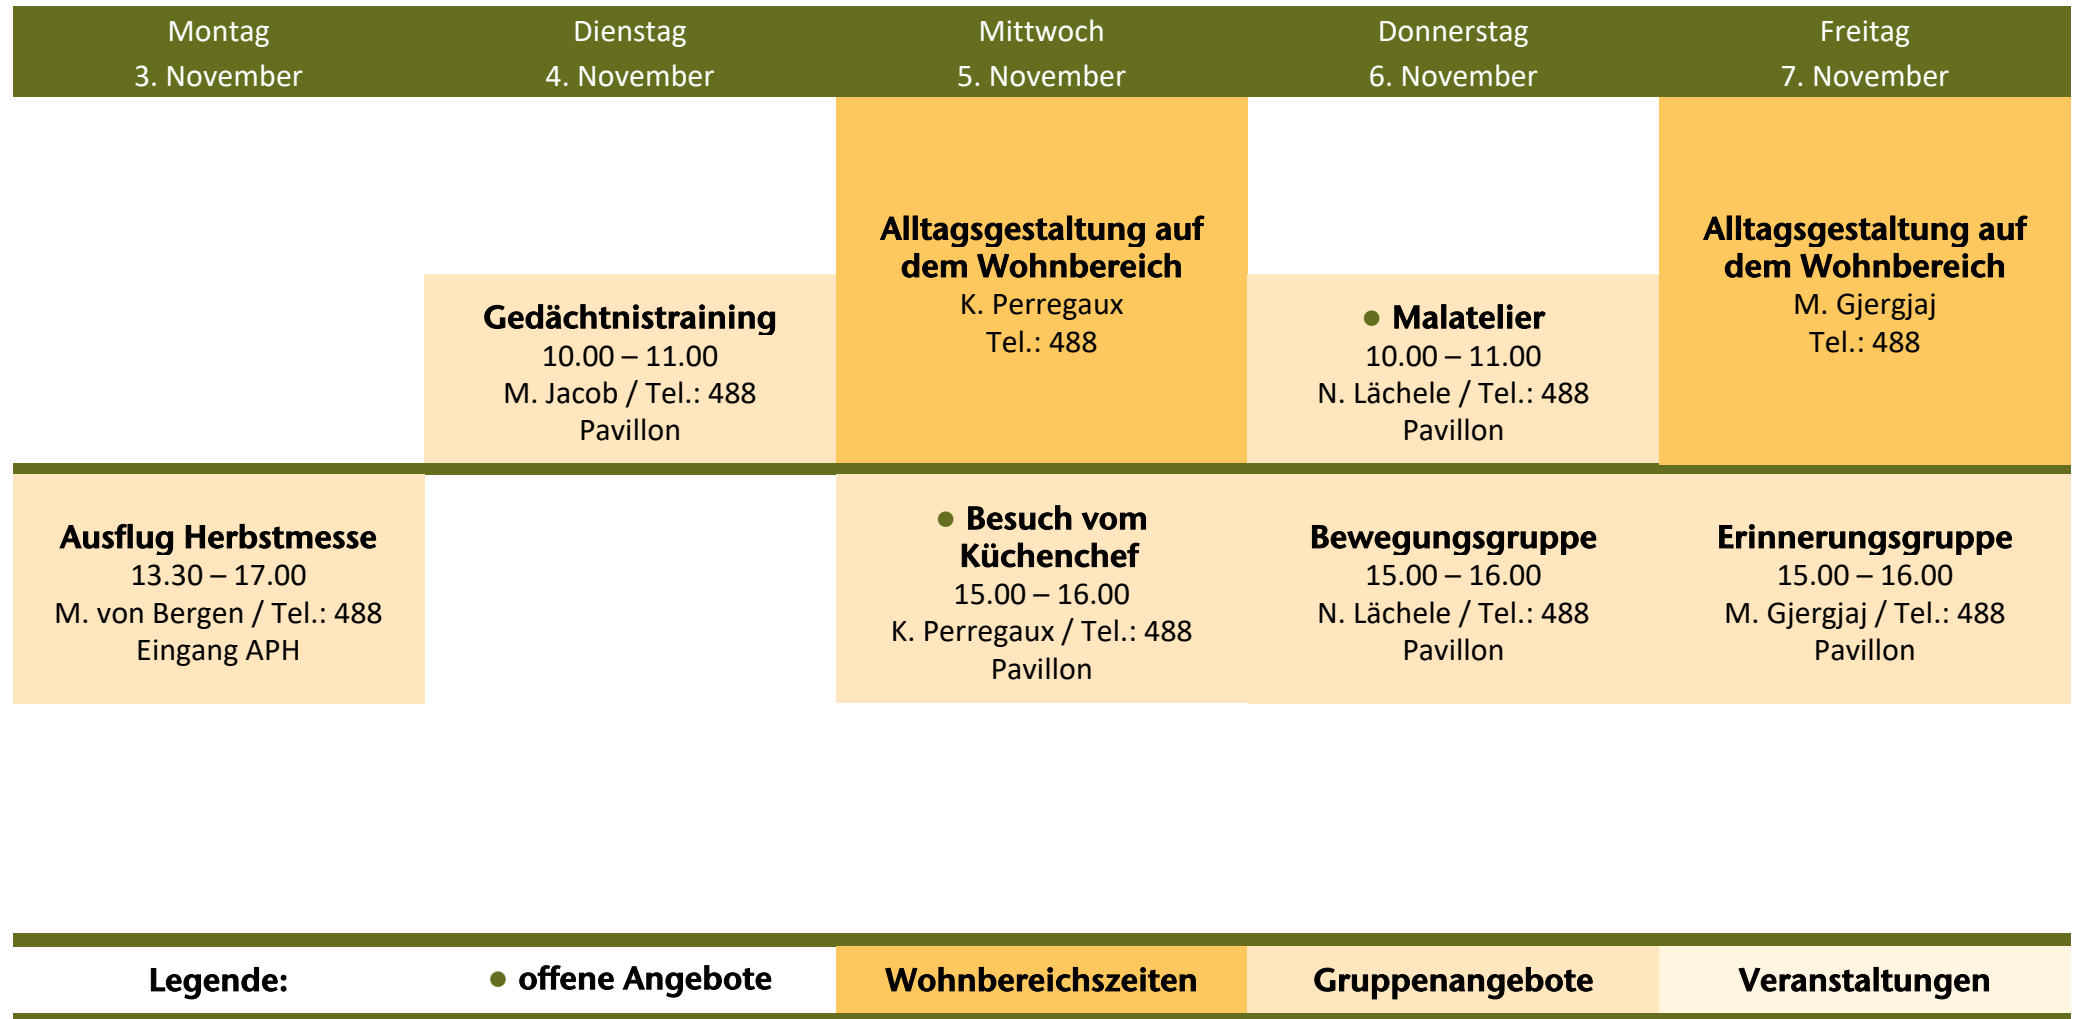 Montag
3. November
Dienstag
4. November
Mittwoch
5. November
Donnerstag
6. November
Freitag
7. November
Gedächtnistraining
10.00 – 11.00
M. Jacob / Tel.: 488
Pavillon
Alltagsgestaltung auf
dem Wohnbereich
K. Perregaux
Tel.: 488
● Malatelier
10.00 – 11.00
N. Lächele / Tel.: 488
Pavillon
Alltagsgestaltung auf
dem Wohnbereich
M. Gjergjaj
Tel.: 488
Ausflug Herbstmesse
13.30 – 17.00
M. von Bergen / Tel.: 488
Eingang APH
● Besuch vom
Küchenchef
15.00 – 16.00
K. Perregaux / Tel.: 488
Pavillon
Bewegungsgruppe
15.00 – 16.00
N. Lächele / Tel.: 488
Pavillon
Erinnerungsgruppe
15.00 – 16.00
M. Gjergjaj / Tel.: 488
Pavillon
Legende:
● offene Angebote
Wohnbereichszeiten
Gruppenangebote
Veranstaltungen